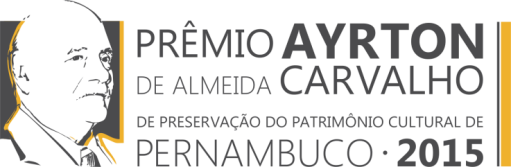 PRÊMIO AYRTON
DE ALMEIDA CARVALHO
DE PRESERVAÇÃO DO PATRIMÔNIO CULTURAL DE
PERNAMBUCO · 2015